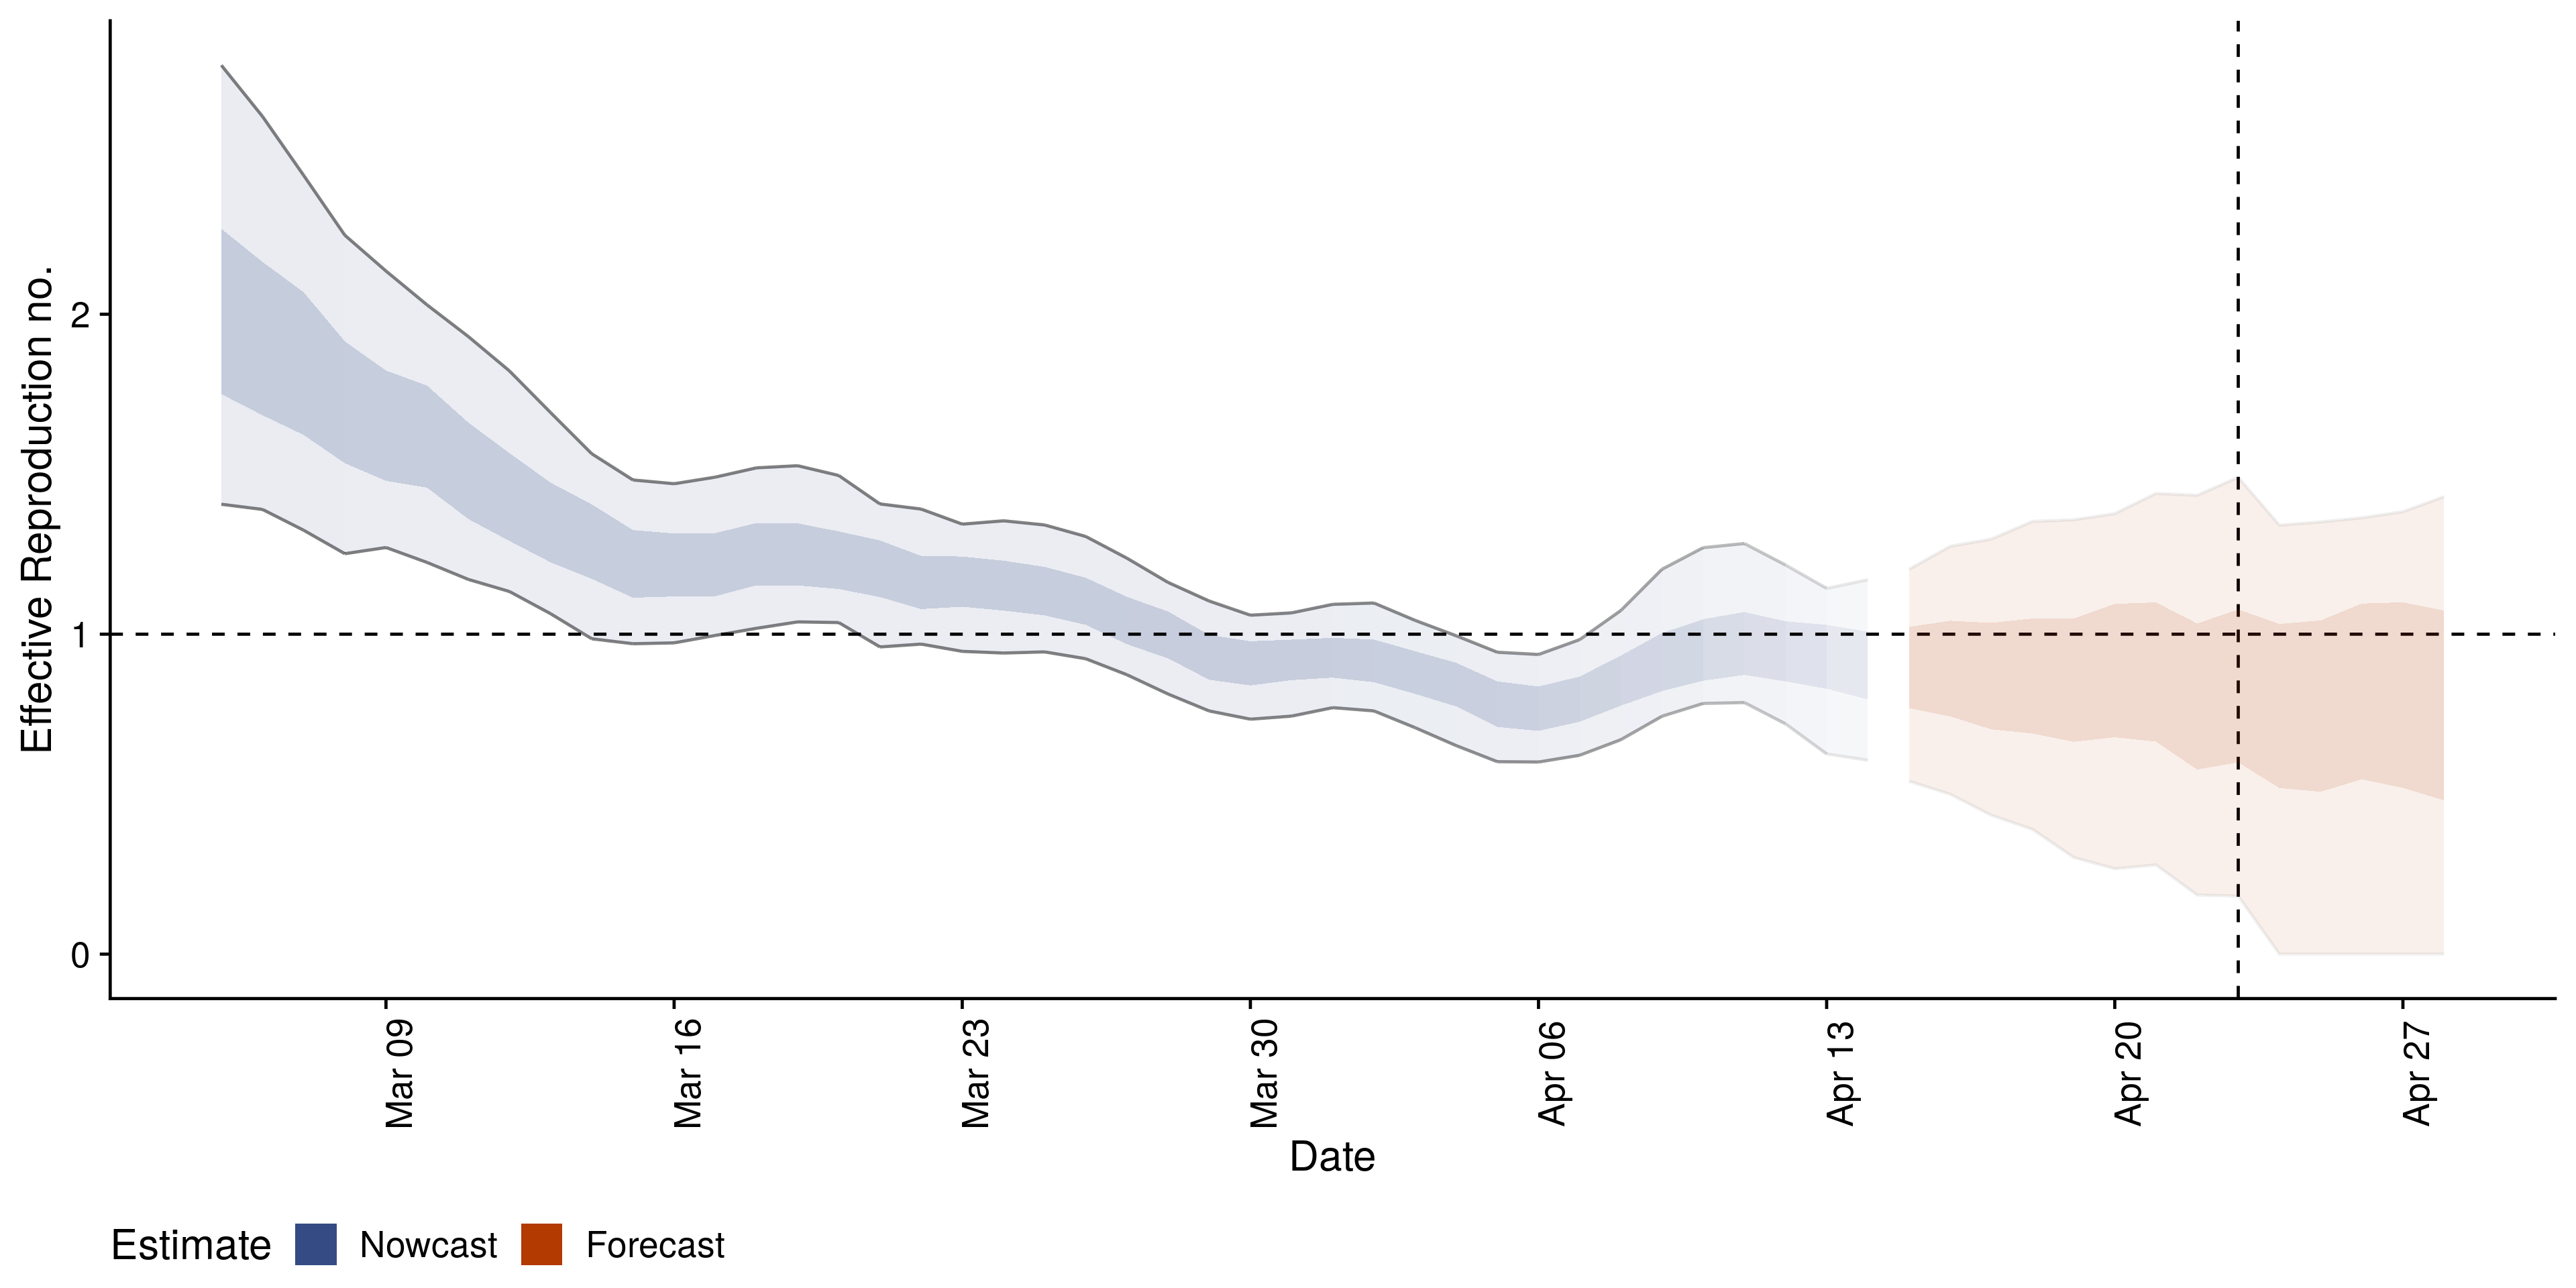 Effective Reproduction no.
2
1
0
Mar 09
Mar 16
Mar 23
Mar 30
Apr 06
Apr 13
Apr 20
Apr 27
Date
Estimate Nowcast Forecast